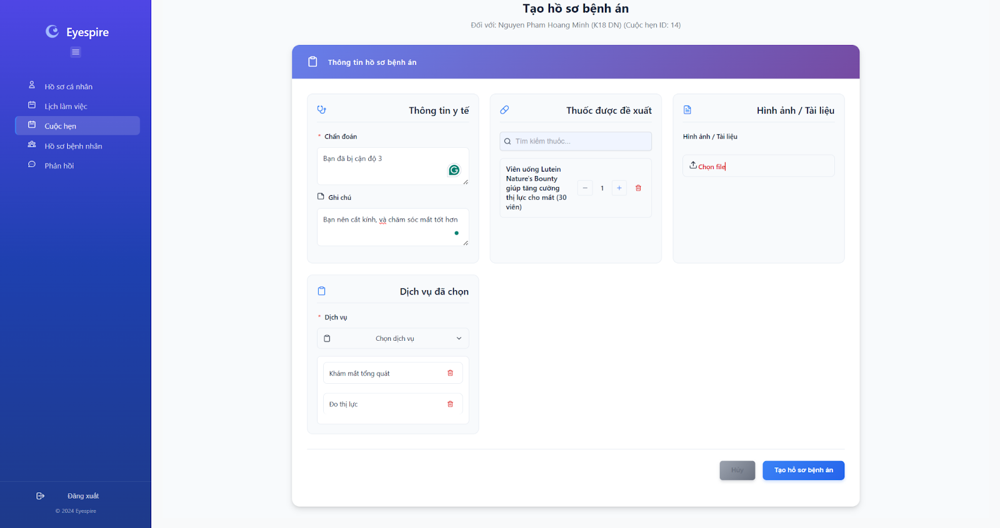 Eyespire
Hồ sơ cá nhân
Lịch làm việc
Cuộc hẹn
Hồ sơ bệnh nhân
Phản hồi
Đăng xuất
© 2024 Eyespire
Tạo hồ sơ bệnh án
Đối với: Nguyen Pham Hoang Minh (K18 DN) (Cuộc hẹn ID: 14)
Thông tin hồ sơ bệnh án
Thông tin y tế
* Chẩn đoán
Bạn đã bị cận độ 3
Ghi chú
Bạn nên cắt kính, và chăm sóc mắt tốt hơn
Thuốc được đề xuất
Tìm kiếm thuốc...
Viên uống Lutein
Nature's Bounty
giúp tăng cường
thị lực cho mắt (30
viên)
1
Hình ảnh / Tài liệu
Hình ảnh / Tài liệu
Chọn file
Dịch vụ đã chọn
* Dịch vụ
Chọn dịch vụ
Khám mắt tổng quát
Đo thị lực
Hủy
Tạo hồ sơ bệnh án